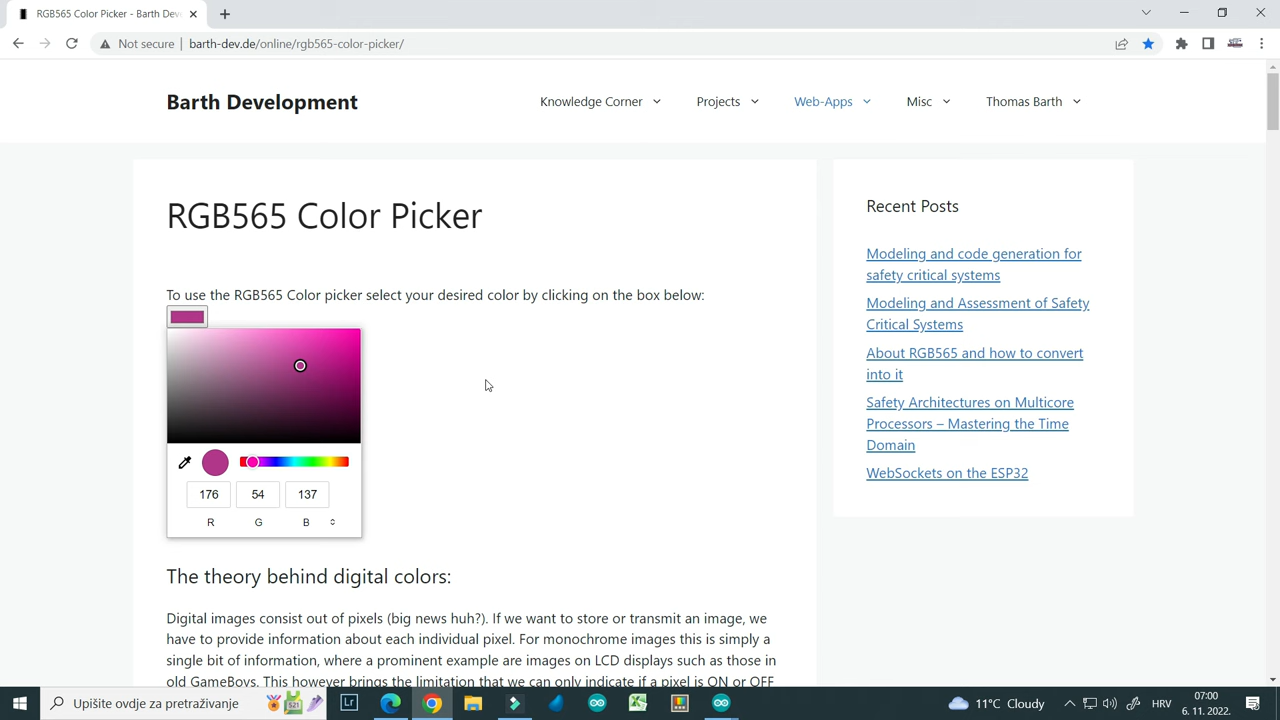 RGB565 Color Picker - Barth Dev
Not secure
barth-dev.de/online/rgb565-color-picker/
Barth Development
Knowledge Corner
Projects
Web-Apps
Misc
Thomas Barth
RGB565 Color Picker
To use the RGB565 Color picker select your desired color by clicking on the box below:
176 54 137
R G B
The theory behind digital colors:
Digital images consist out of pixels (big news huh?). If we want to store or transmit an image, we
have to provide information about each individual pixel. For monochrome images this is simply a
single bit of information, where a prominent example are images on LCD displays such as those in
old GameBoys. This however brings the limitation that we can only indicate if a pixel is ON or OFF
Recent Posts
Modeling and code generation for
safety critical systems
Modeling and Assessment of Safety
Critical Systems
About RGB565 and how to convert
into it
Safety Architectures on Multicore
Processors – Mastering the Time
Domain
WebSockets on the ESP32
Upišite ovdje za pretraživanje
Lr
11°C Cloudy
HRV
07:00
6. 11. 2022.